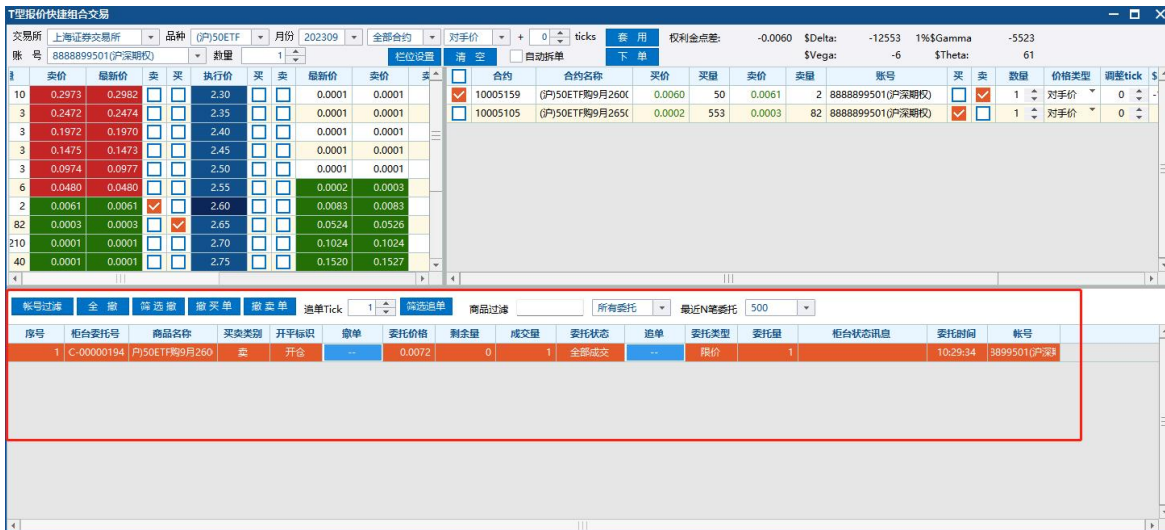 T型报价快捷组合交易
交易所 上海证券交易所 品种 (沪)50ETF 月份 202309 全部合约 对手价 + 0 ticks 套 用 权利金点差: -0.0060 $Delta: -12553 1%$Gamma -5523
账 号 8888899501(沪深期权) 数量 1 栏位设置 清 空 自动拆单 下 单 $Vega: -6 $Theta: 61
卖价 最新价 卖 买 执行价 买 卖 最新价 卖价 合约 合约名称 买价 买量 卖价 卖量 账号 买 卖 数量 价格类型 调整tick $
10 0.2973 0.2982 2.30 0.0001 0.0001 10005159 (沪)50ETF购9月260( 0.0060 50 0.0061 2 8888899501(沪深期权) 1 对手价 0
3 0.2472 0.2474 2.35 0.0001 0.0001 10005105 (沪)50ETF购9月265( 0.0002 553 0.0003 82 8888899501(沪深期权) 1 对手价 0
3 0.1972 0.1970 2.40 0.0001 0.0001
3 0.1475 0.1473 2.45 0.0001 0.0001
3 0.0974 0.0977 2.50 0.0001 0.0001
6 0.0480 0.0480 2.55 0.0002 0.0003
2 0.0061 0.0061 2.60 0.0083 0.0083
82 0.0003 0.0003 2.65 0.0524 0.0526
210 0.0001 0.0001 2.70 0.1024 0.1024
40 0.0001 0.0001 2.75 0.1520 0.1527
帐号过滤 全 撤 筛选撤 撤买单 撤卖单 追单Tick 1 筛选追单 商品过滤 所有委托 最近N笔委托 500
序号 柜台委托号 商品名称 买卖类别 开平标识 撤单 委托价格 剩余量 成交量 委托状态 追单 委托类型 委托量 柜台状态讯息 委托时间 帐号
1 C-00000194 户)50ETF购9月260 卖 开仓 -- 0.0072 0 1 全部成交 -- 限价 1 10:29:34 3899501(沪深期